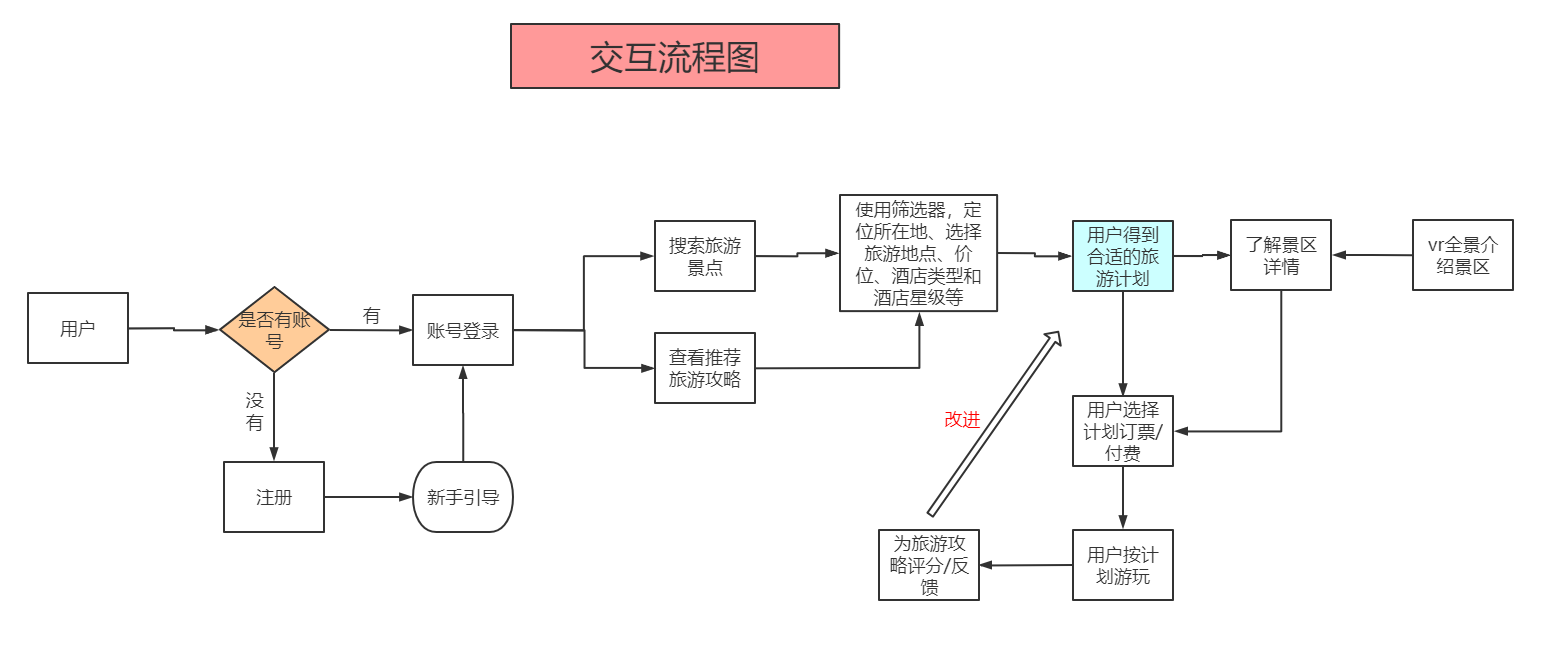 交互流程图
用户
是否有账
号
有
没
有
注册
新手引导
账号登录
搜索旅游
景点
查看推荐
旅游攻略
使用筛选器，定
位所在地、选择
旅游地点、价
位、酒店类型和
酒店星级等
用户得到
合适的旅
游计划
了解景区
详情
vr全景介
绍景区
用户选择
计划订票/
付费
用户按计
划游玩
为旅游攻
略评分/反
馈
改进